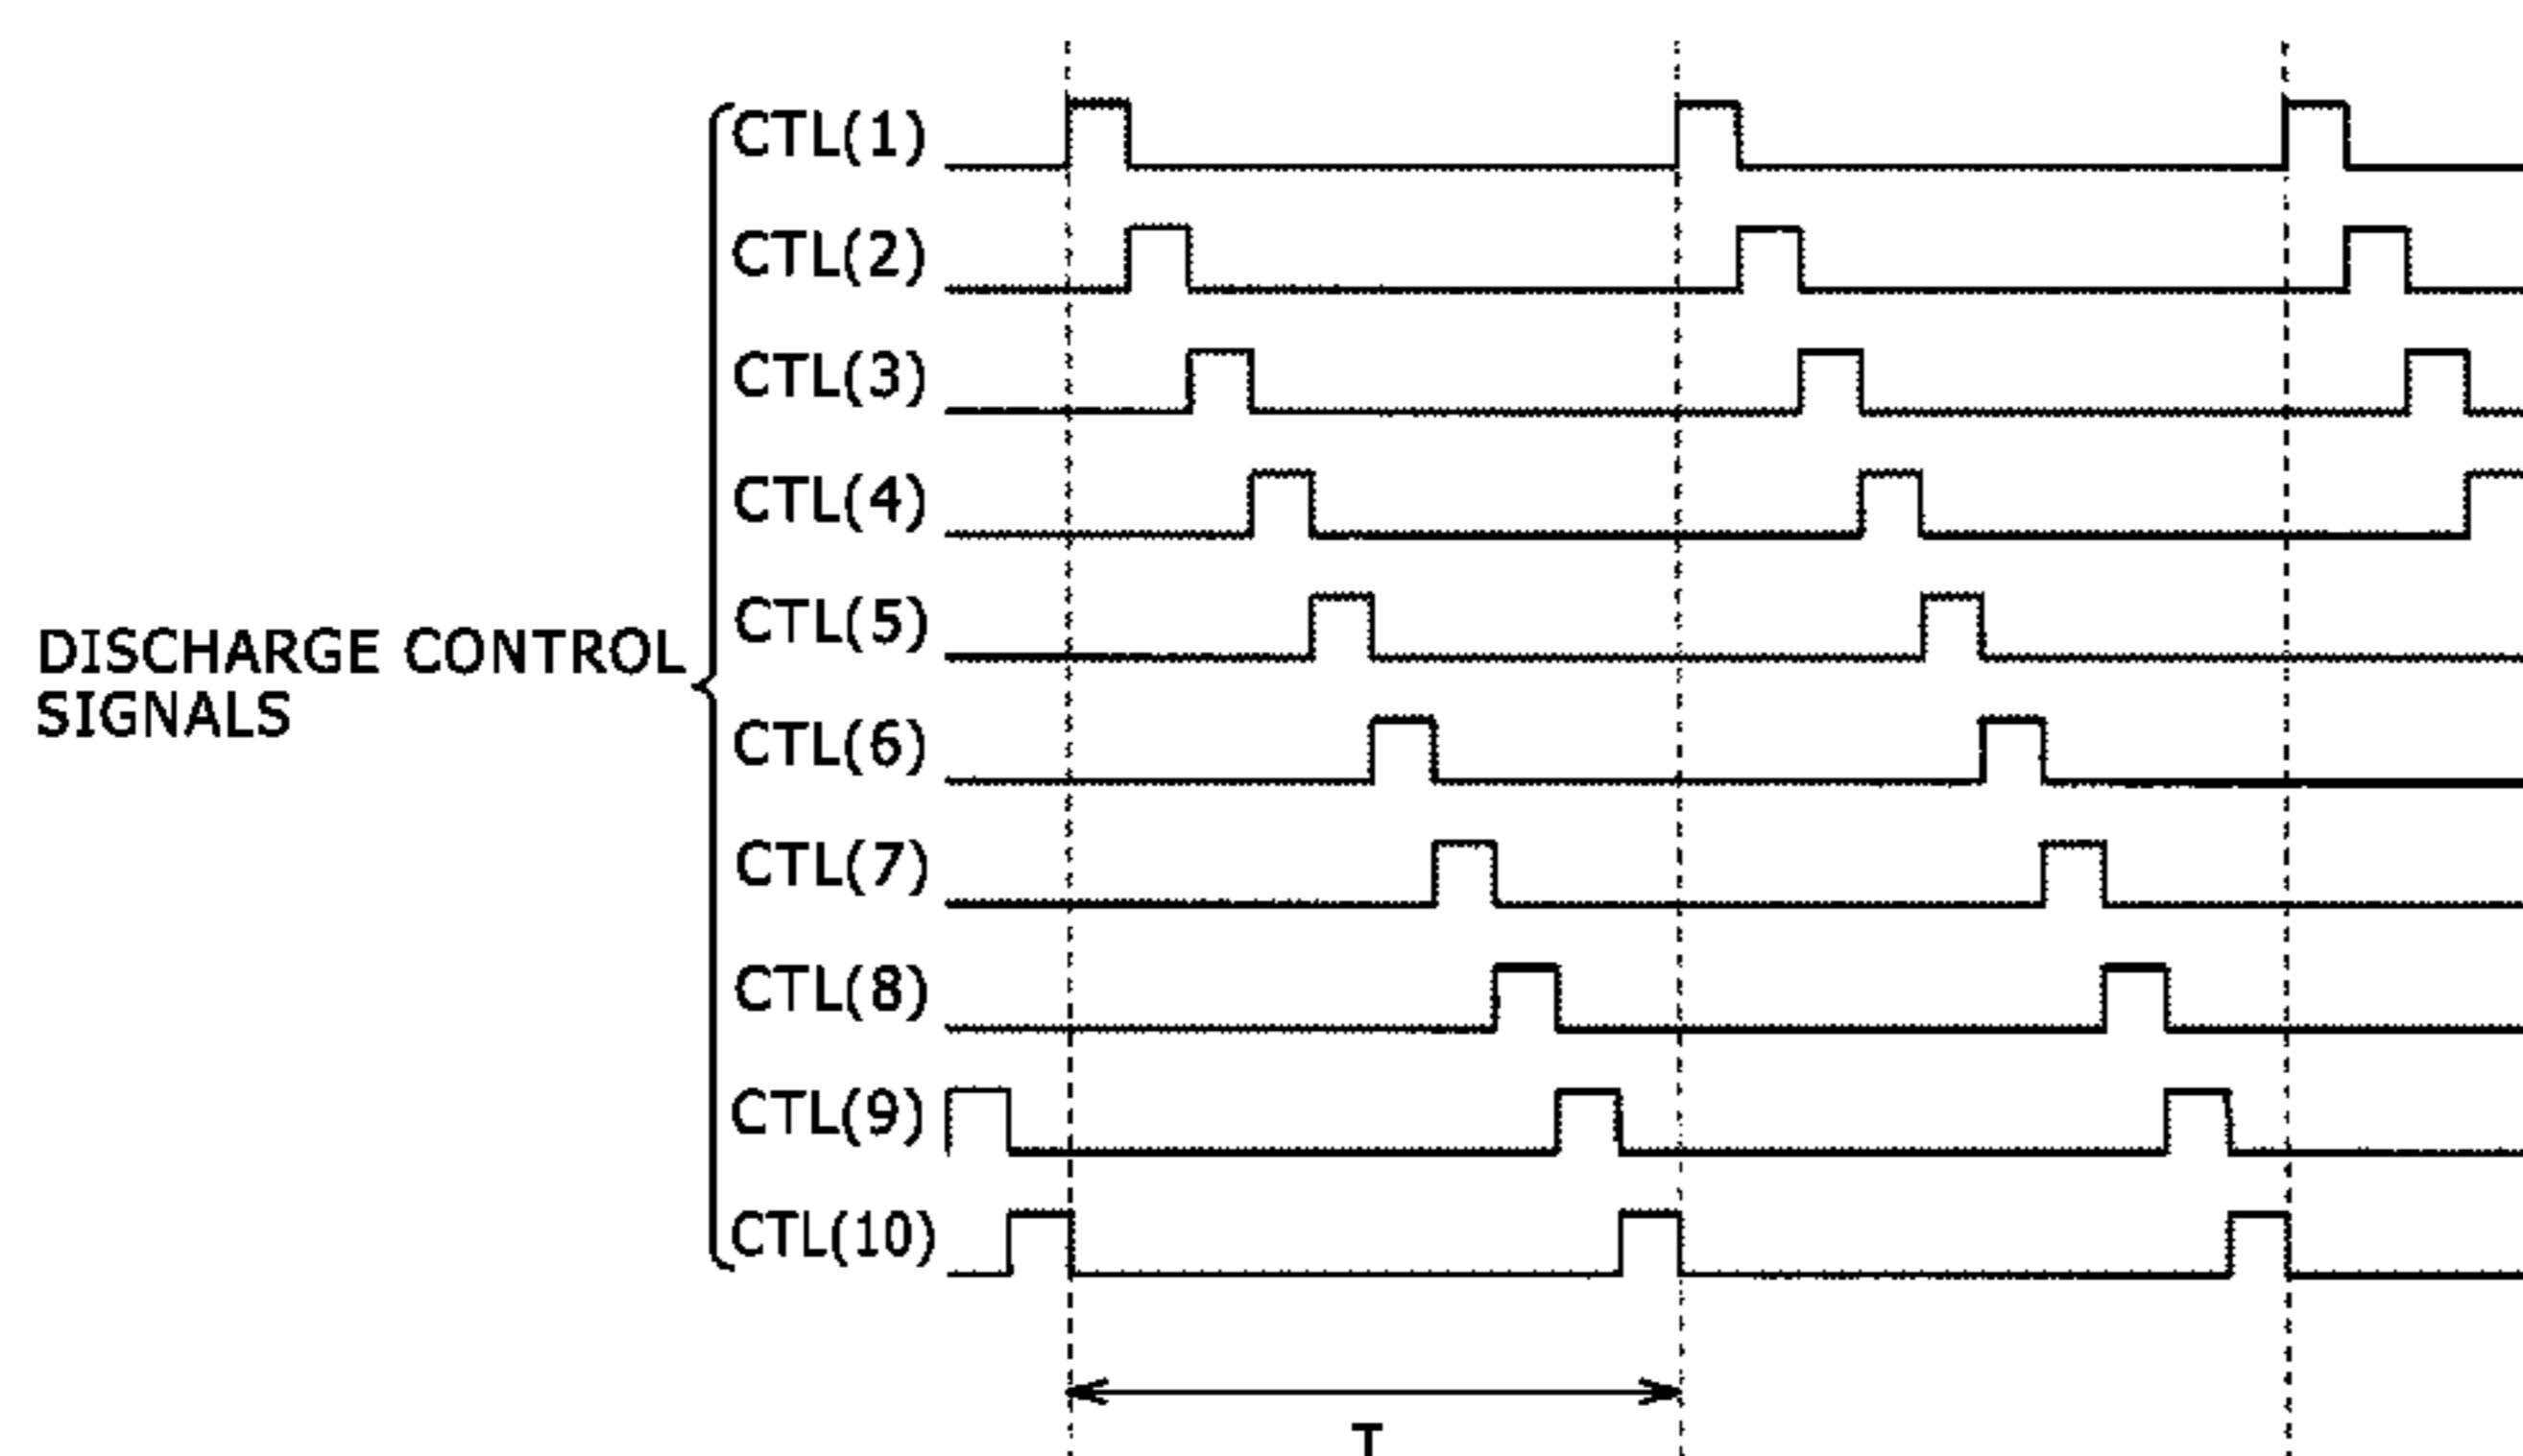 CTL(1)
CTL(2)
CTL(3)
CTL(4)
CTL(5)
DISCHARGE CONTROL
SIGNALS
CTL(6)
CTL(7)
CTL(8)
CTL(9)
CTL(10)
T